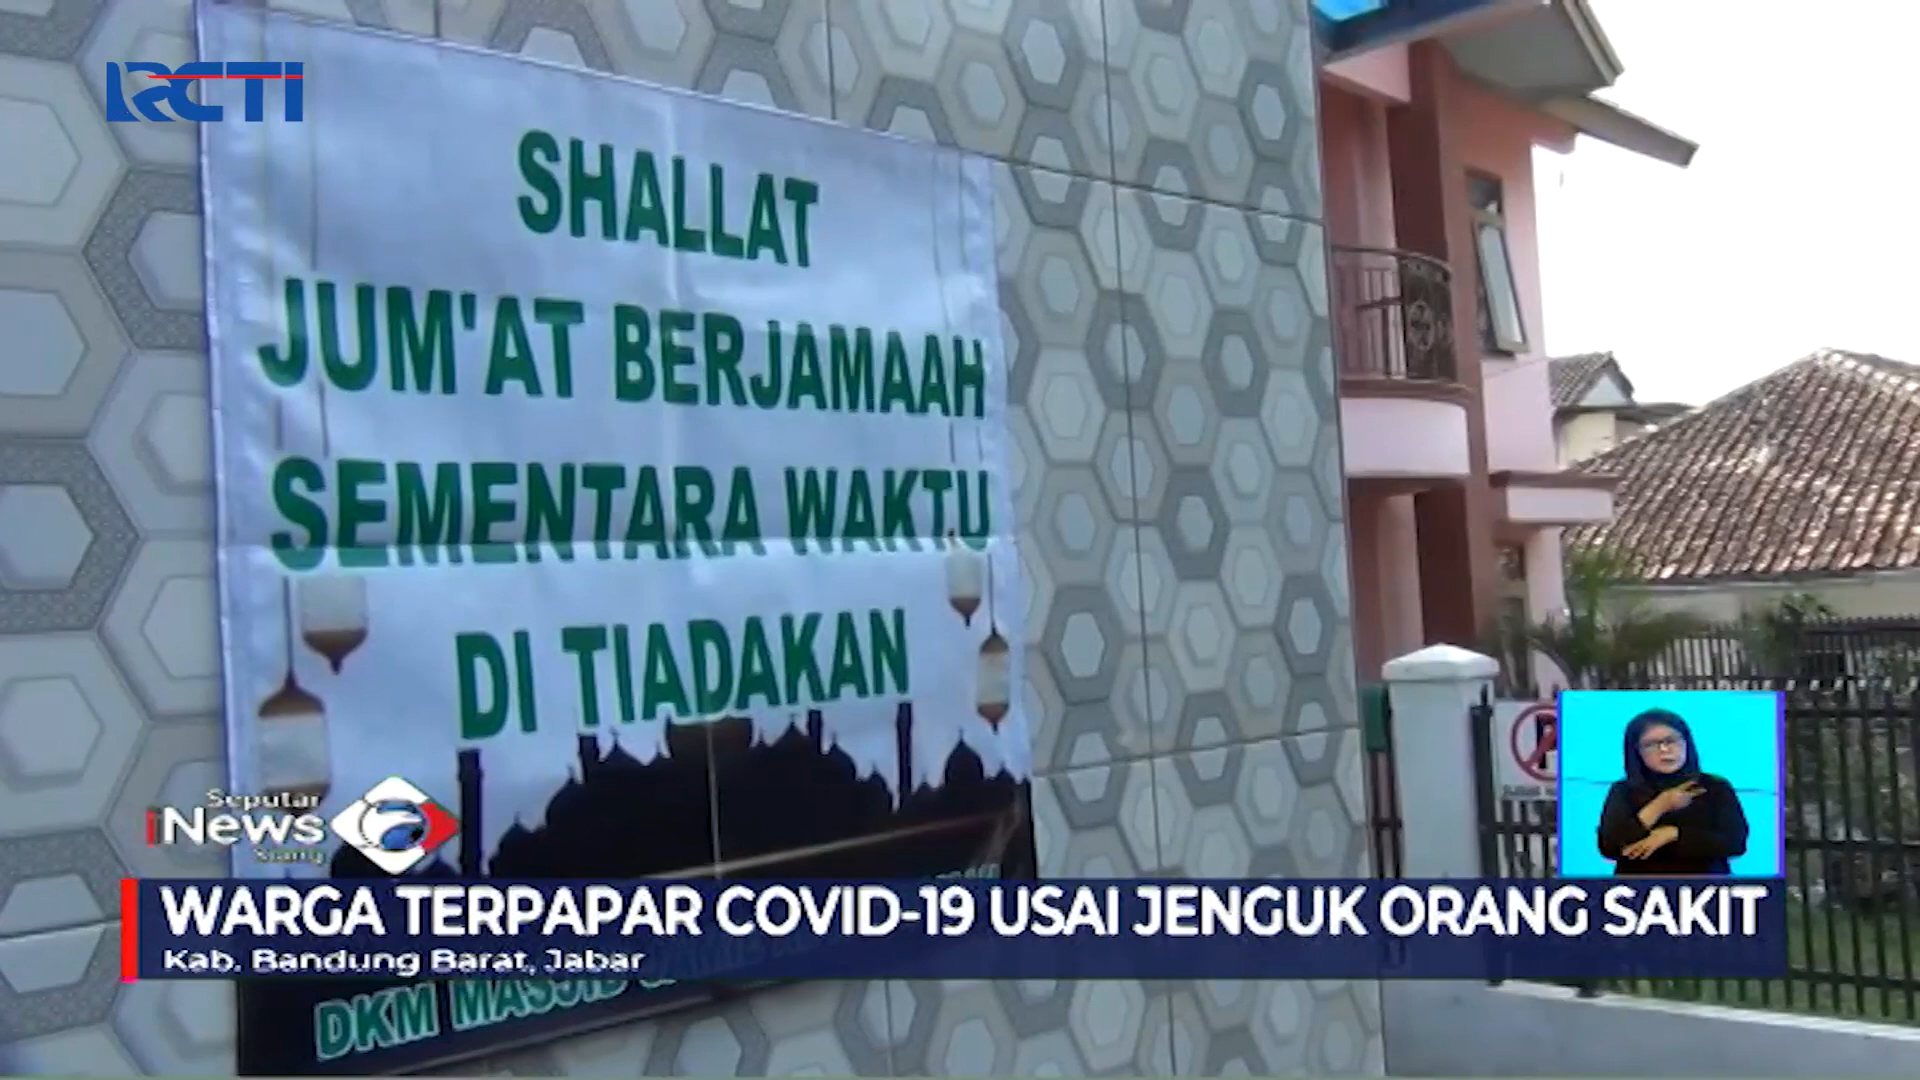 RCTI
SHALLAT
JUM'AT BERJAMAAH
SEMENTARA WAKTU
DI TIADAKAN
Seputar
iNews
Siang
WARGA TERPAPAR COVID-19 USAI JENGUK ORANG SAKIT
Kab. Bandung Barat, Jabar
DKM MASJID